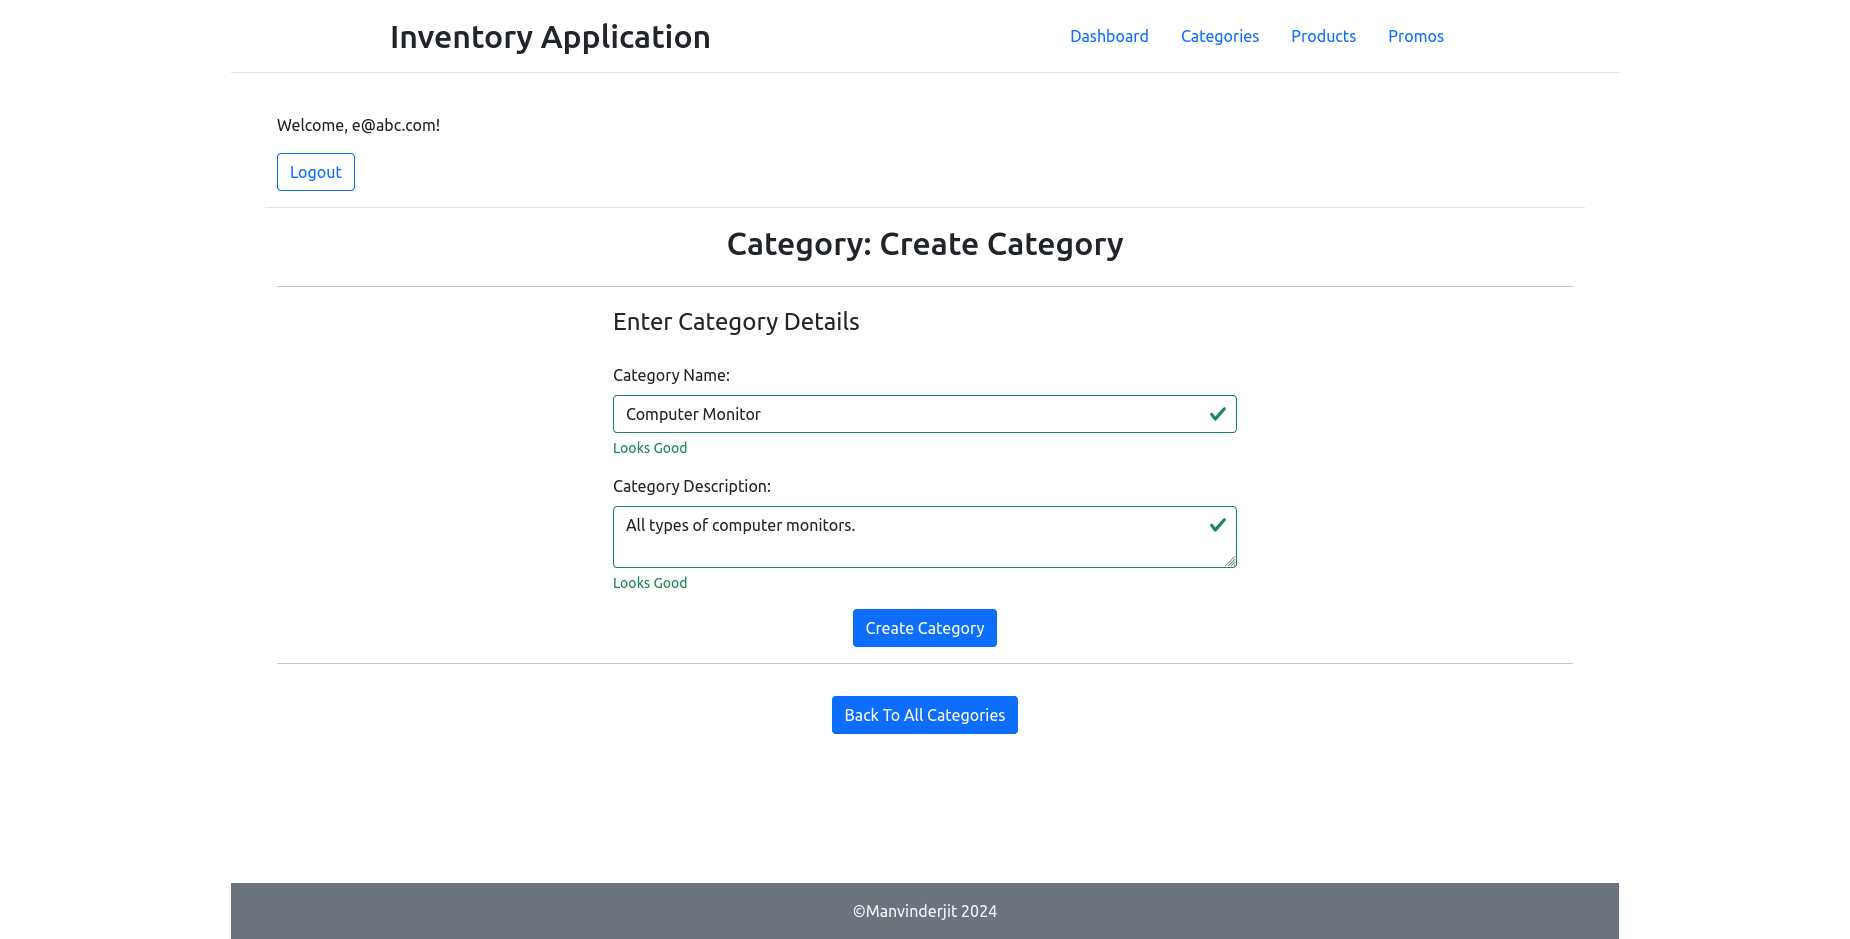 Inventory Application
Dashboard Categories Products Promos
Welcome, e@abc.com!
Logout
Category: Create Category
Enter Category Details
Category Name:
Computer Monitor
Looks Good
Category Description:
All types of computer monitors.
Looks Good
Create Category
Back To All Categories
©Manvinderjit 2024